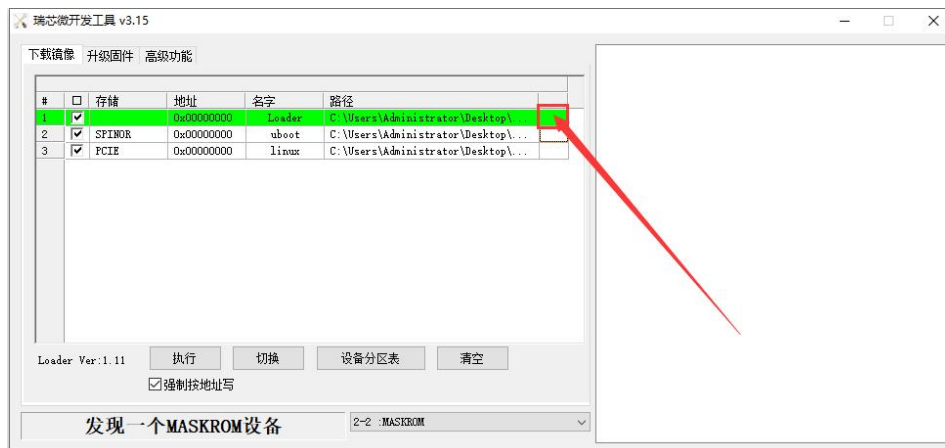 瑞芯微开发工具 v3.15
下载镜像 升级固件 高级功能
# 存储 地址 名字 路径
1 0x00000000 Loader C:\Users\Administrator\Desktop\...
2 SPINOR 0x00000000 uboot C:\Users\Administrator\Desktop\...
3 PCIE 0x00000000 linux C:\Users\Administrator\Desktop\...
Loader Ver:1.11 执行 切换 设备分区表 清空
强制按地址写
发现一个MASKROM设备 2-2 :MASKROM